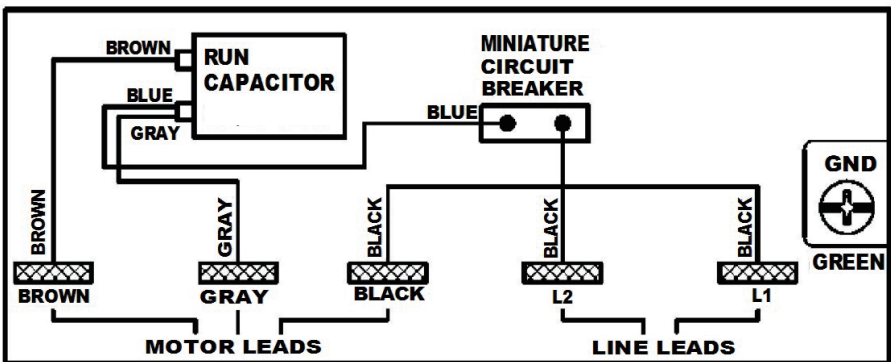 BROWN
RUN
CAPACITOR
BLUE
GRAY
MINIATURE
CIRCUIT
BREAKER
BLUE
GND
GREEN
BROWN
GRAY
BLACK
BLACK
BLACK
BROWN
GRAY
BLACK
L2
L1
MOTOR LEADS
LINE LEADS